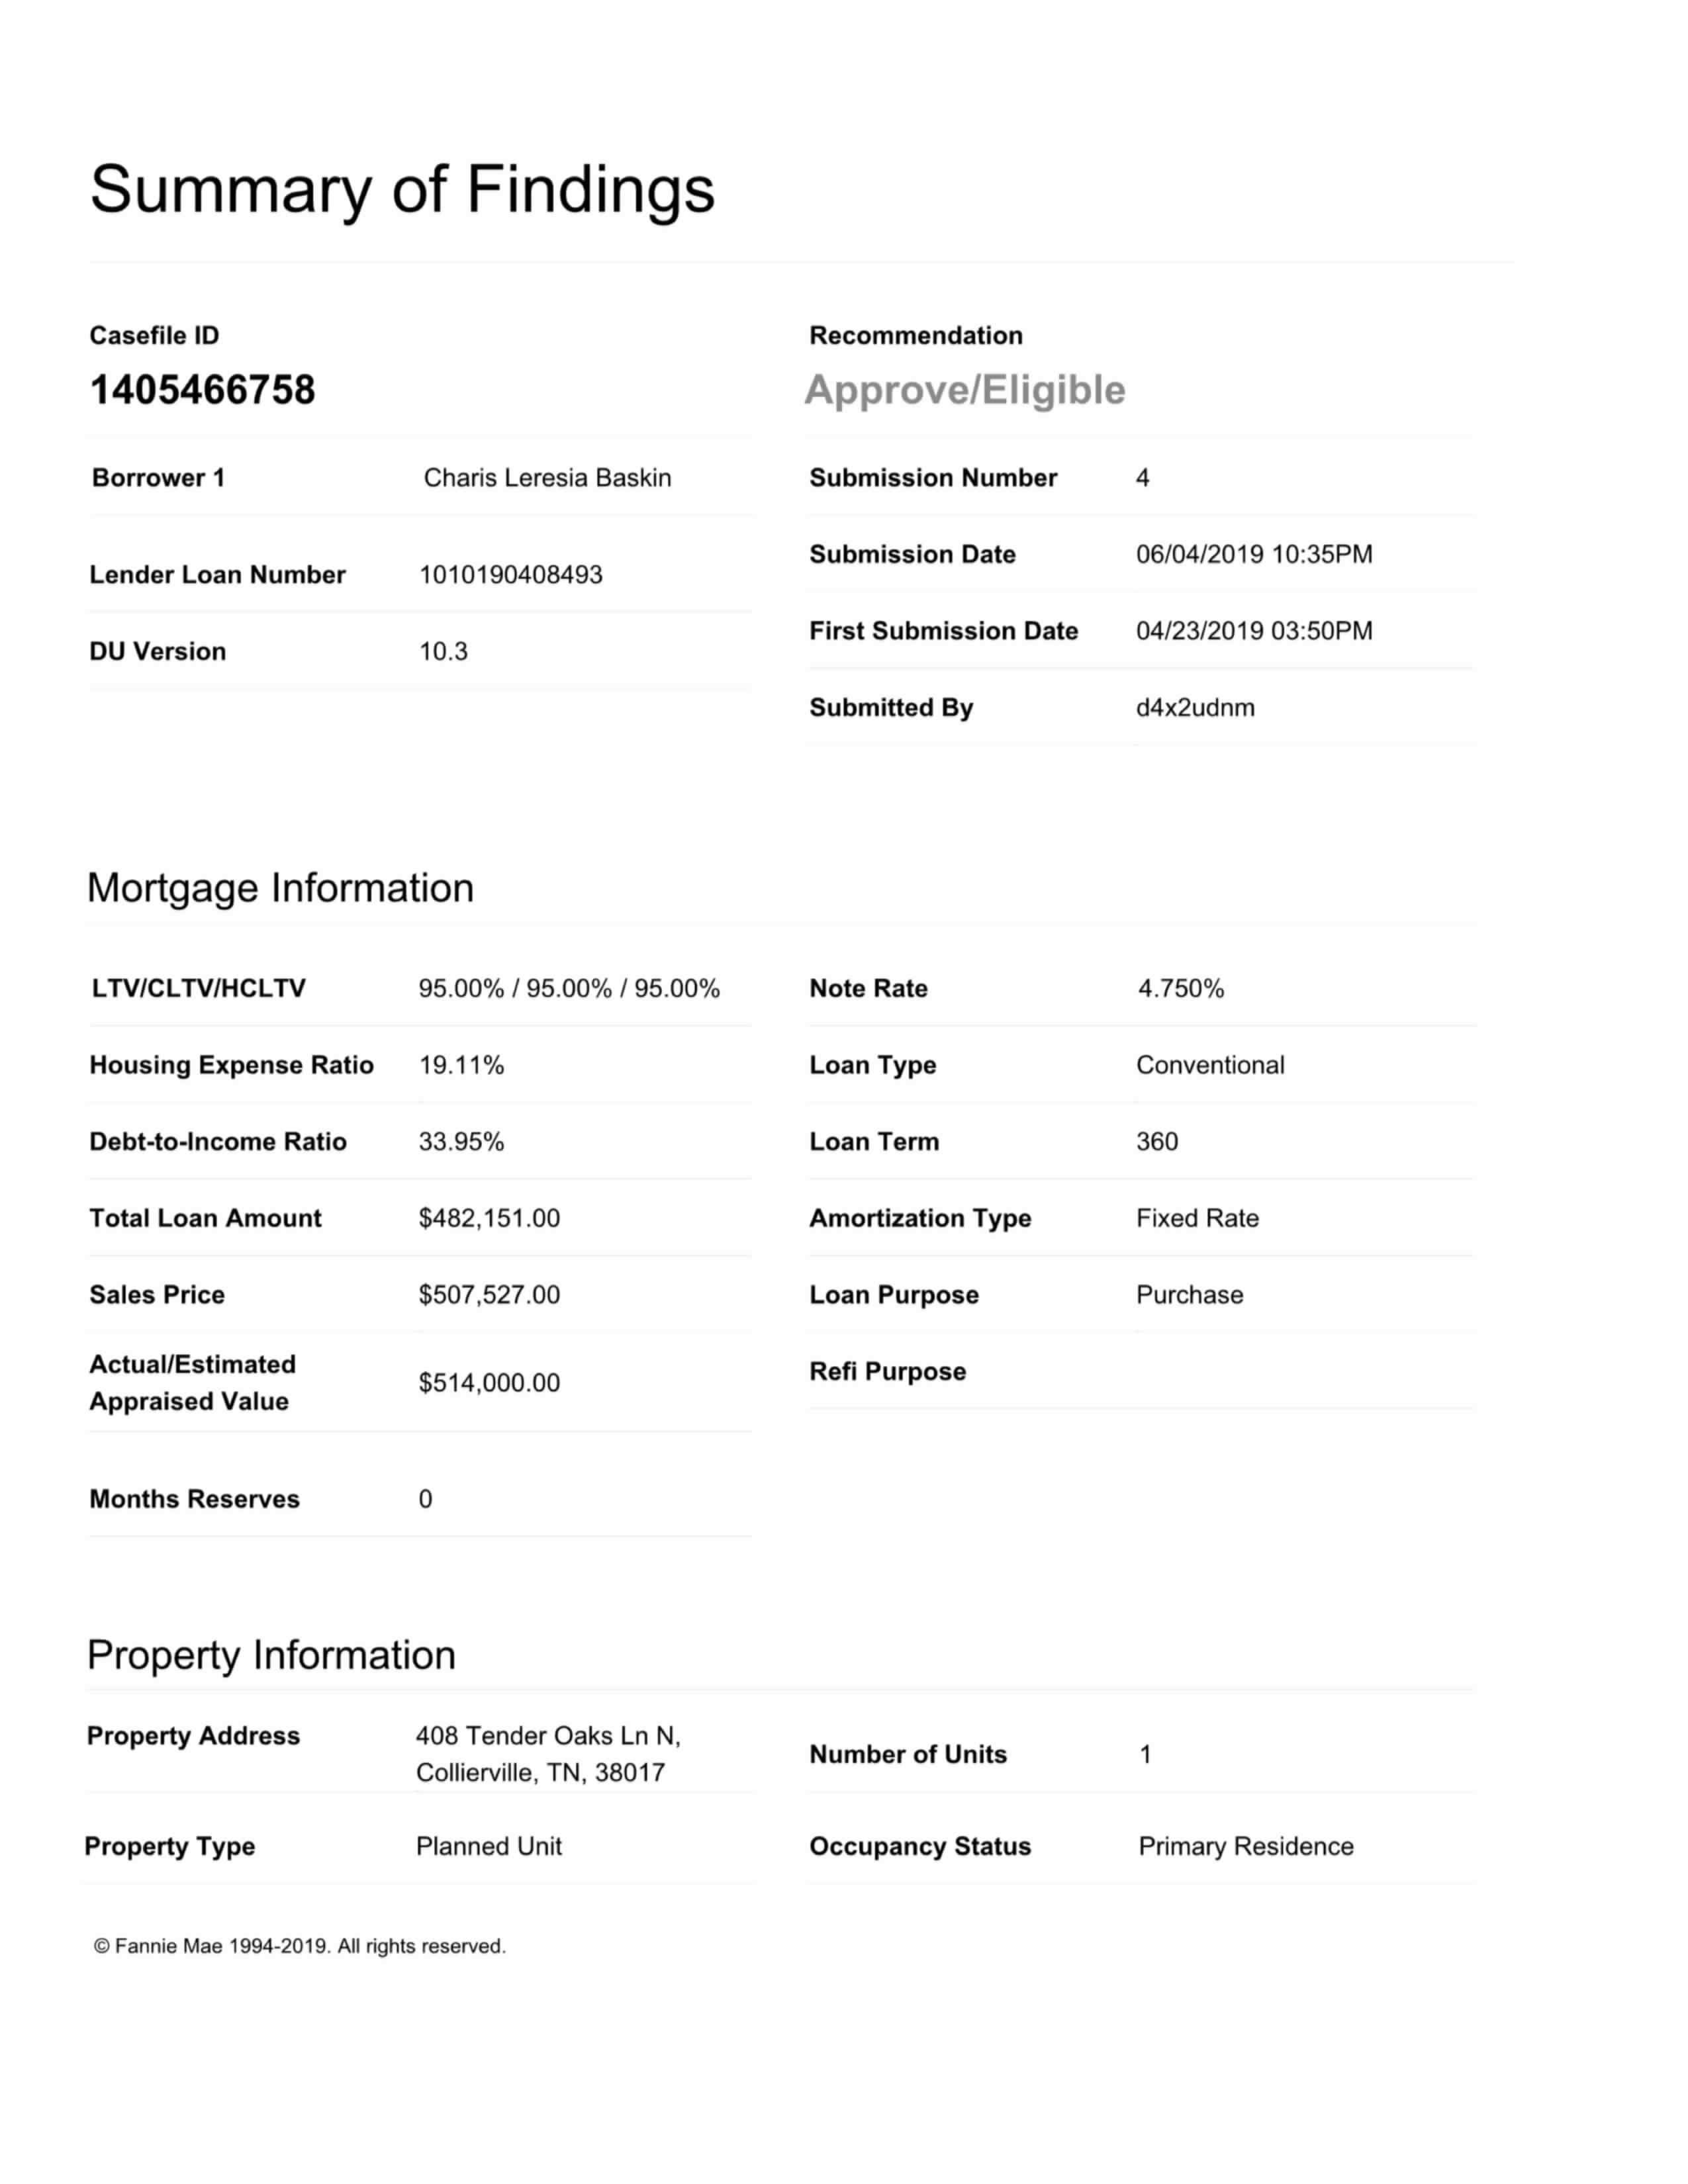 Summary of Findings
Casefile ID
1405466758
Recommendation
Approve/Eligible
Borrower 1 Charis Leresia Baskin
Lender Loan Number 1010190408493
DU Version 10.3
Submission Number 4
Submission Date 06/04/2019 10:35PM
First Submission Date 04/23/2019 03:50PM
Submitted By d4x2udnm
Mortgage Information
LTV/CLTV/HCLTV 95.00% / 95.00% / 95.00%
Housing Expense Ratio 19.11%
Debt-to-Income Ratio 33.95%
Total Loan Amount $482,151.00
Sales Price $507,527.00
Actual/Estimated
Appraised Value $514,000.00
Months Reserves 0
Note Rate 4.750%
Loan Type Conventional
Loan Term 360
Amortization Type Fixed Rate
Loan Purpose Purchase
Refi Purpose
Property Information
Property Address 408 Tender Oaks Ln N,
Collierville, TN, 38017
Property Type Planned Unit
Number of Units 1
Occupancy Status Primary Residence
© Fannie Mae 1994-2019. All rights reserved.